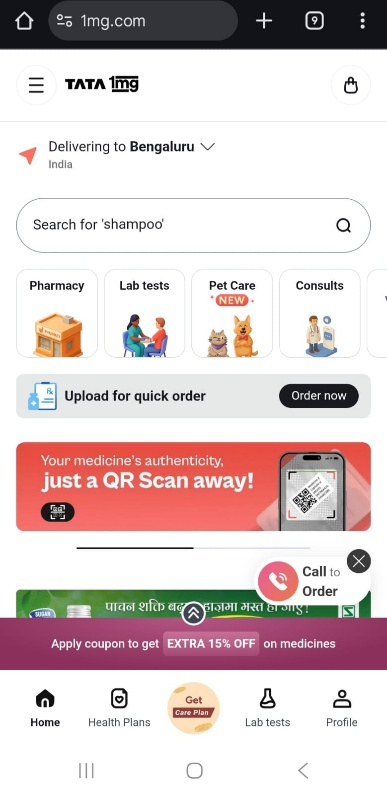 1mg.com
9
TATA 1mg
Delivering to Bengaluru
India
Search for 'shampoo'
Pharmacy
Lab tests
Pet Care
NEW
Consults
Rx
Upload for quick order
Order now
Your medicine's authenticity,
just a QR Scan away!
Call to
Order
SUGAR
पाचन शक्ति
मस्त हो जाए!
Apply coupon to get EXTRA 15% OFF on medicines
Get
Care Plan
Home
Health Plans
Lab tests
Profile